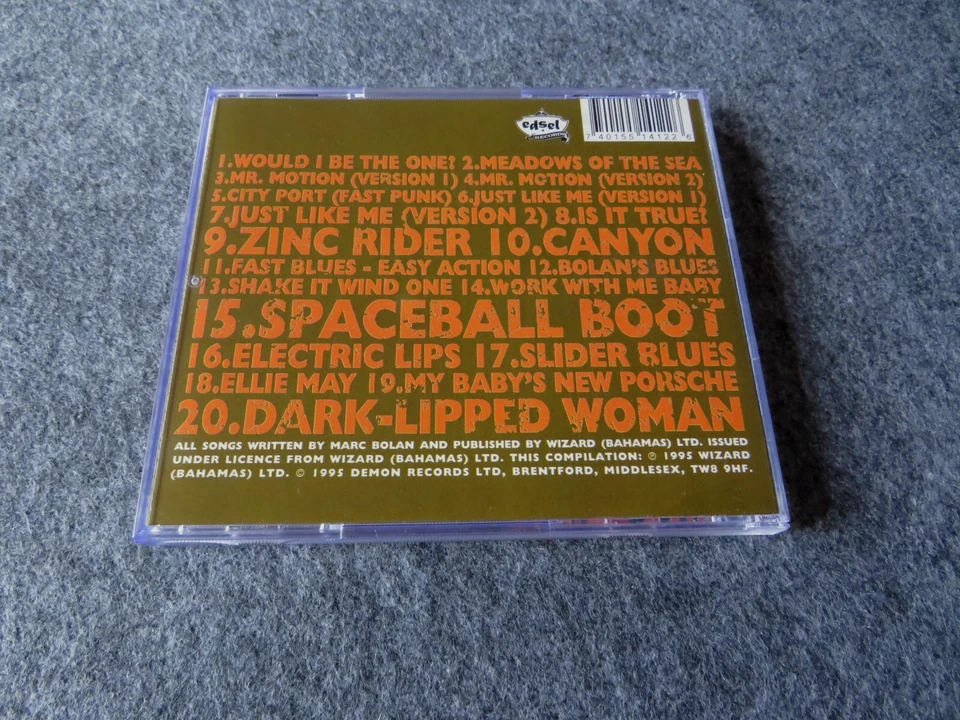 edsel
RECORDS
7 40155 14122 6
1.WOULD I BE THE ONE? 2.MEADOWS OF THE SEA
3.MR. MOTION (VERSION 1) 4.MR. MOTION (VERSION 2)
5.CITY PORT (FAST PUNK) 6.JUST LIKE ME (VERSION 1)
7.JUST LIKE ME (VERSION 2) 8.IS IT TRUE?
9.ZINC RIDER 10.CANYON
11.FAST BLUES - EASY ACTION 12.BOLAN'S BLUES
13.SHAKE IT WIND ONE 14.WORK WITH ME BABY
15.SPACEBALL BOOT
16.ELECTRIC LIPS 17.SLIDER BLUES
18.ELLIE MAY 19.MY BABY'S NEW PORSCHE
20.DARK-LIPPED WOMAN
ALL SONGS WRITTEN BY MARC BOLAN AND PUBLISHED BY WIZARD (BAHAMAS) LTD. ISSUED
UNDER LICENCE FROM WIZARD (BAHAMAS) LTD. THIS COMPILATION: ℗ 1995 WIZARD
(BAHAMAS) LTD. © 1995 DEMON RECORDS LTD, BRENTFORD, MIDDLESEX, TW8 9HF.